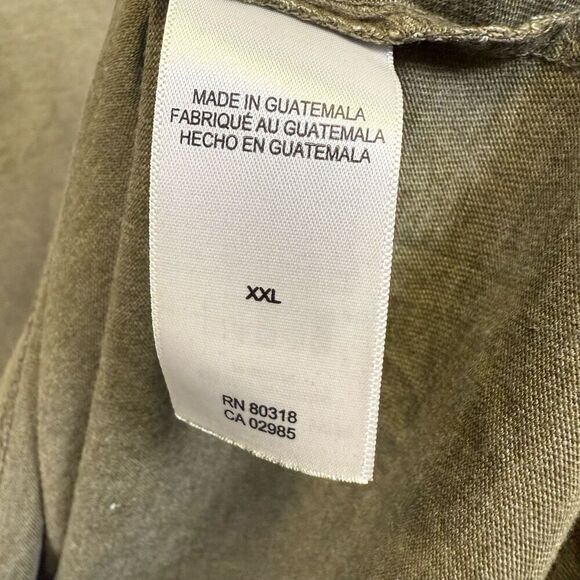 MADE IN GUATEMALA
FABRIQUÉ AU GUATEMALA
HECHO EN GUATEMALA
XXL
RN 80318
CA 02985